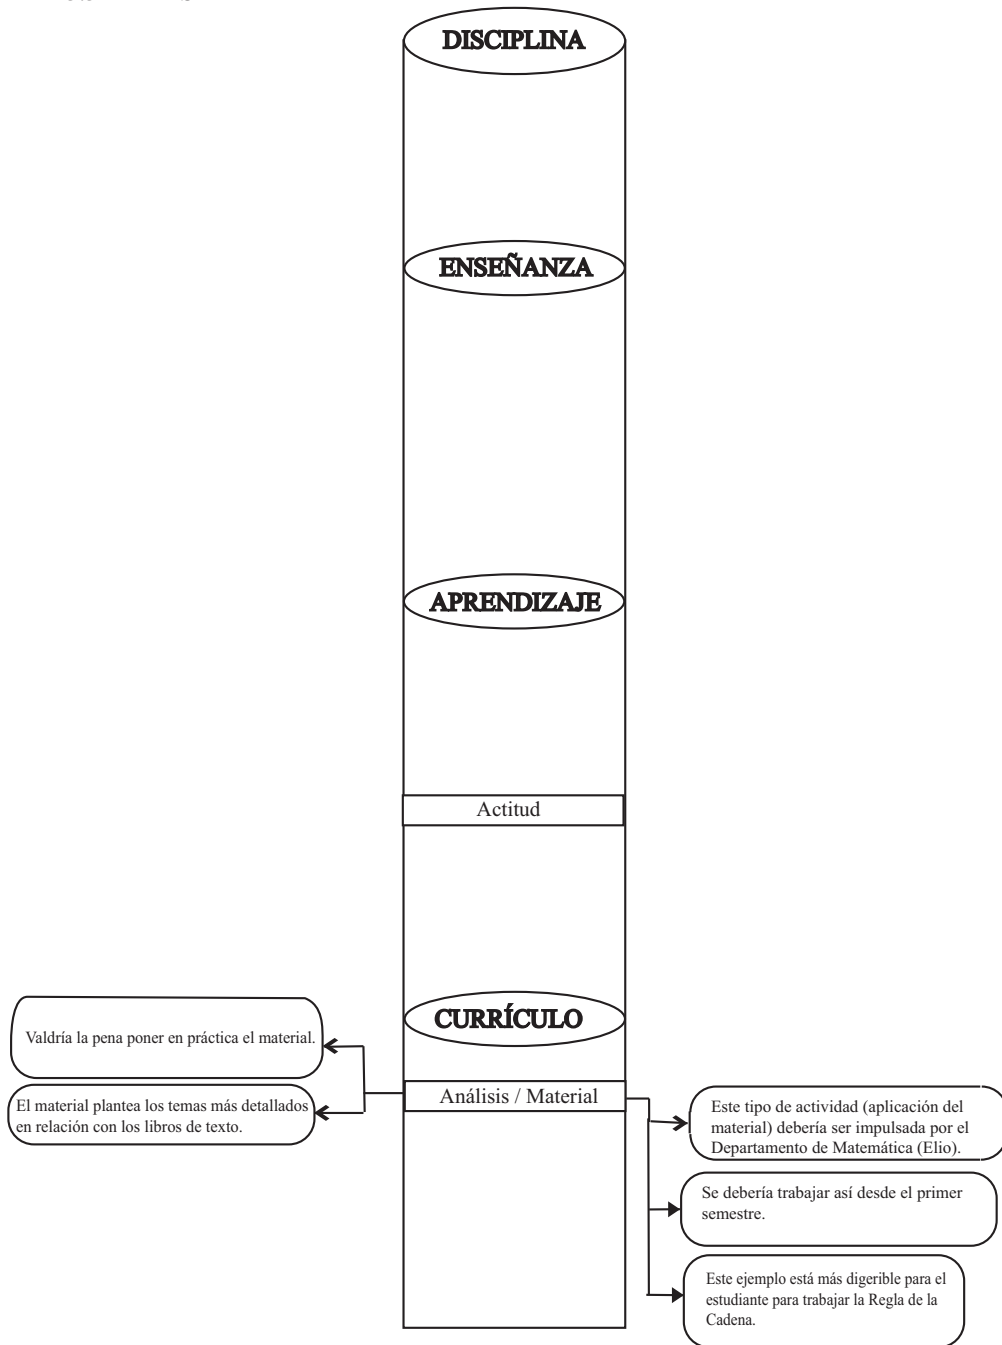 DISCIPLINA
ENSEÑANZA
APRENDIZAJE
Actitud
CURRÍCULO
Valdría la pena poner en práctica el material.
El material plantea los temas más detallados
en relación con los libros de texto.
Análisis / Material
Este tipo de actividad (aplicación del
material) debería ser impulsada por el
Departamento de Matemática (Elio).
Se debería trabajar así desde el primer
semestre.
Este ejemplo está más digerible para el
estudiante para trabajar la Regla de la
Cadena.